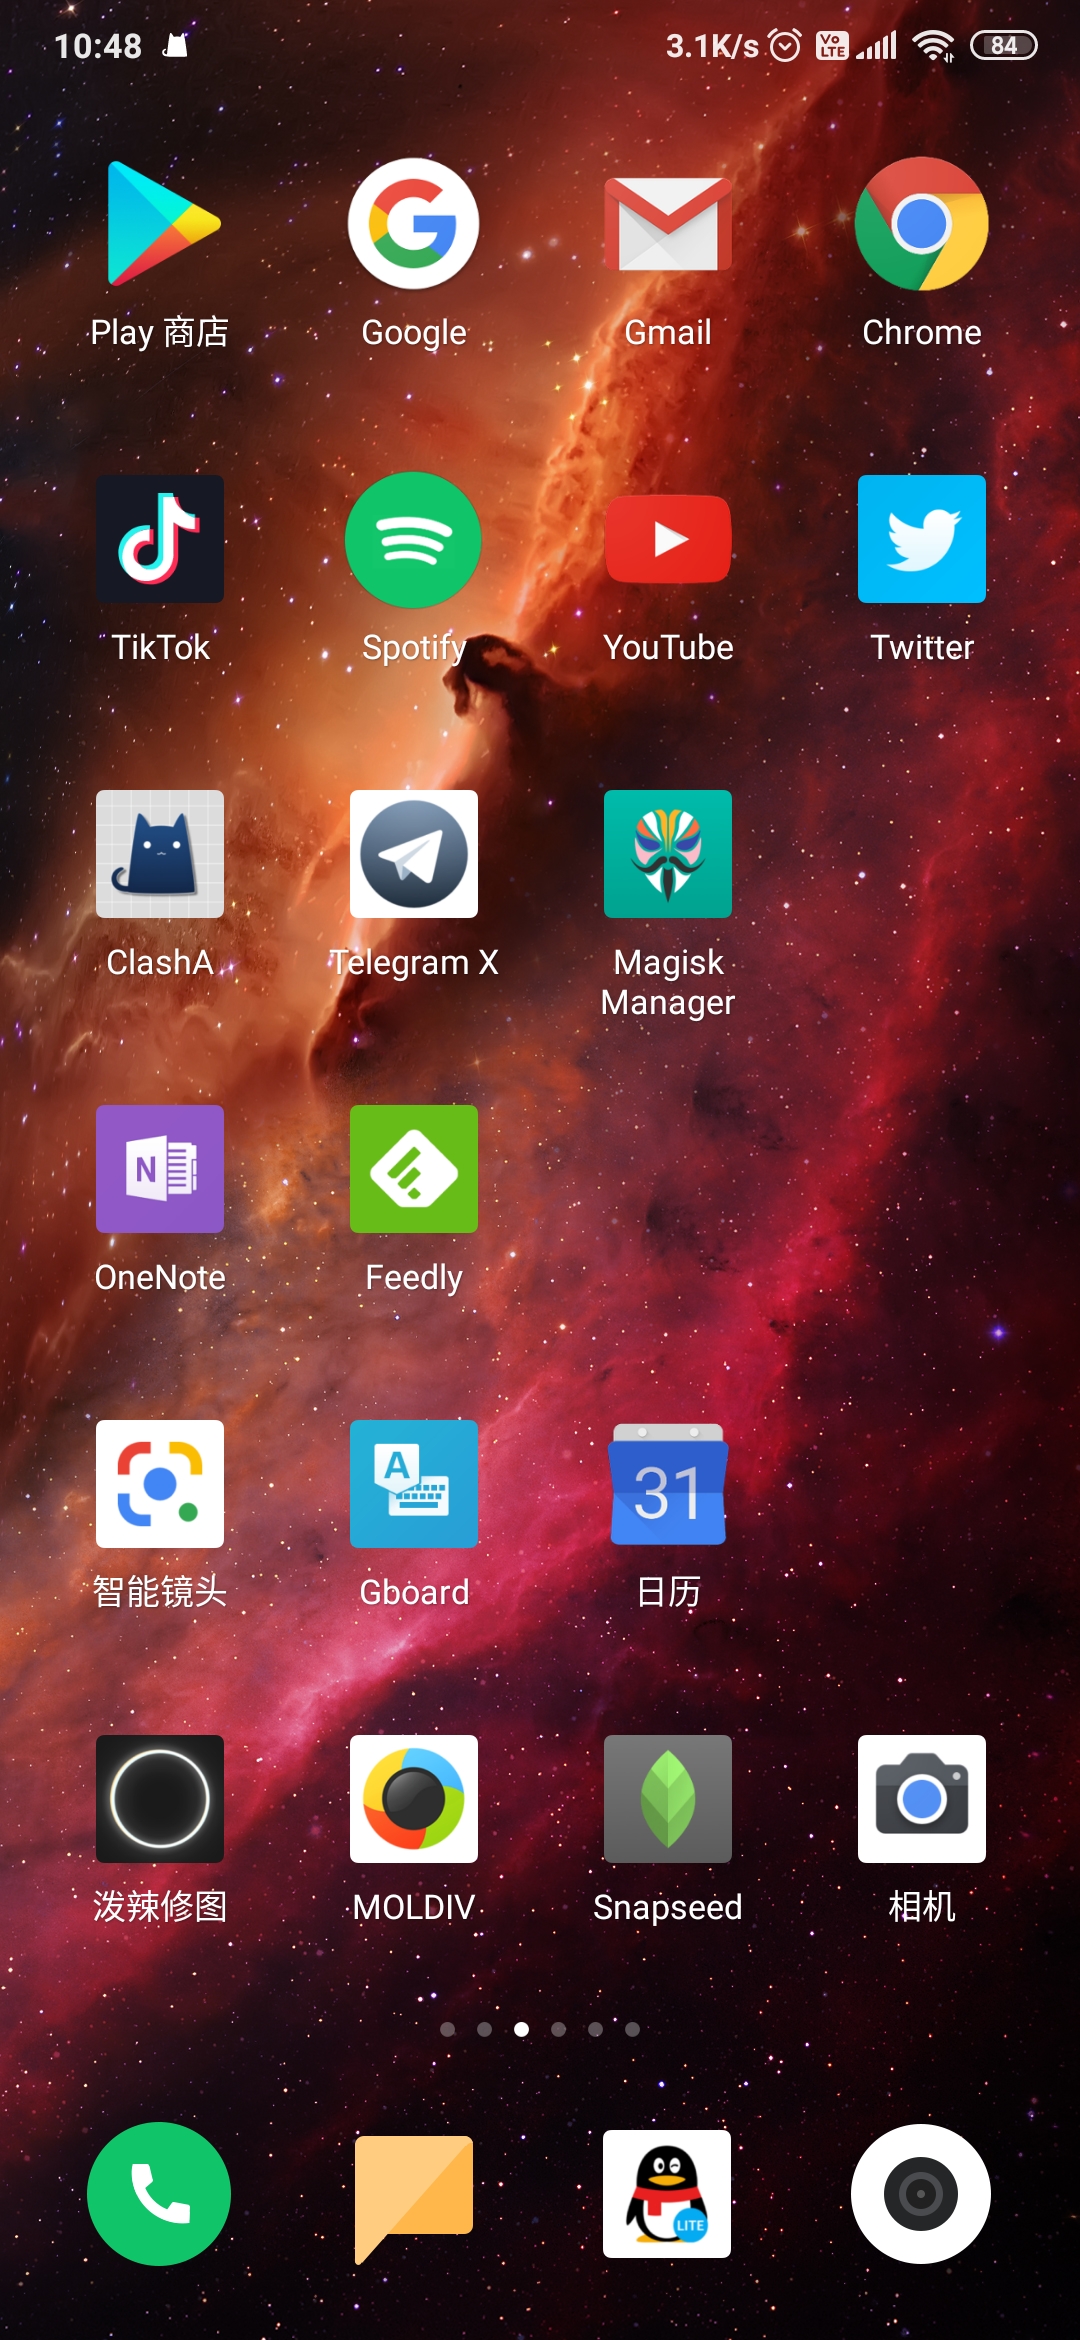 10:48
3.1K/s
Vo LTE
84
Play 商店
Google
Gmail
Chrome
TikTok
Spotify
YouTube
Twitter
ClashA
Telegram X
Magisk
Manager
N
OneNote
Feedly
A
31
智能镜头
Gboard
日历
泼辣修图
MOLDIV
Snapseed
相机
LITE